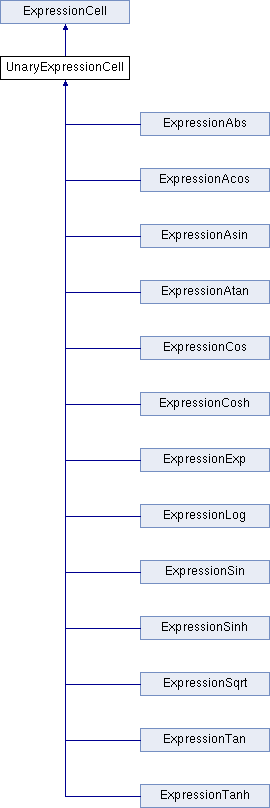 ExpressionCell
UnaryExpressionCell
ExpressionAbs
ExpressionAcos
ExpressionAsin
ExpressionAtan
ExpressionCos
ExpressionCosh
ExpressionExp
ExpressionLog
ExpressionSin
ExpressionSinh
ExpressionSqrt
ExpressionTan
ExpressionTanh